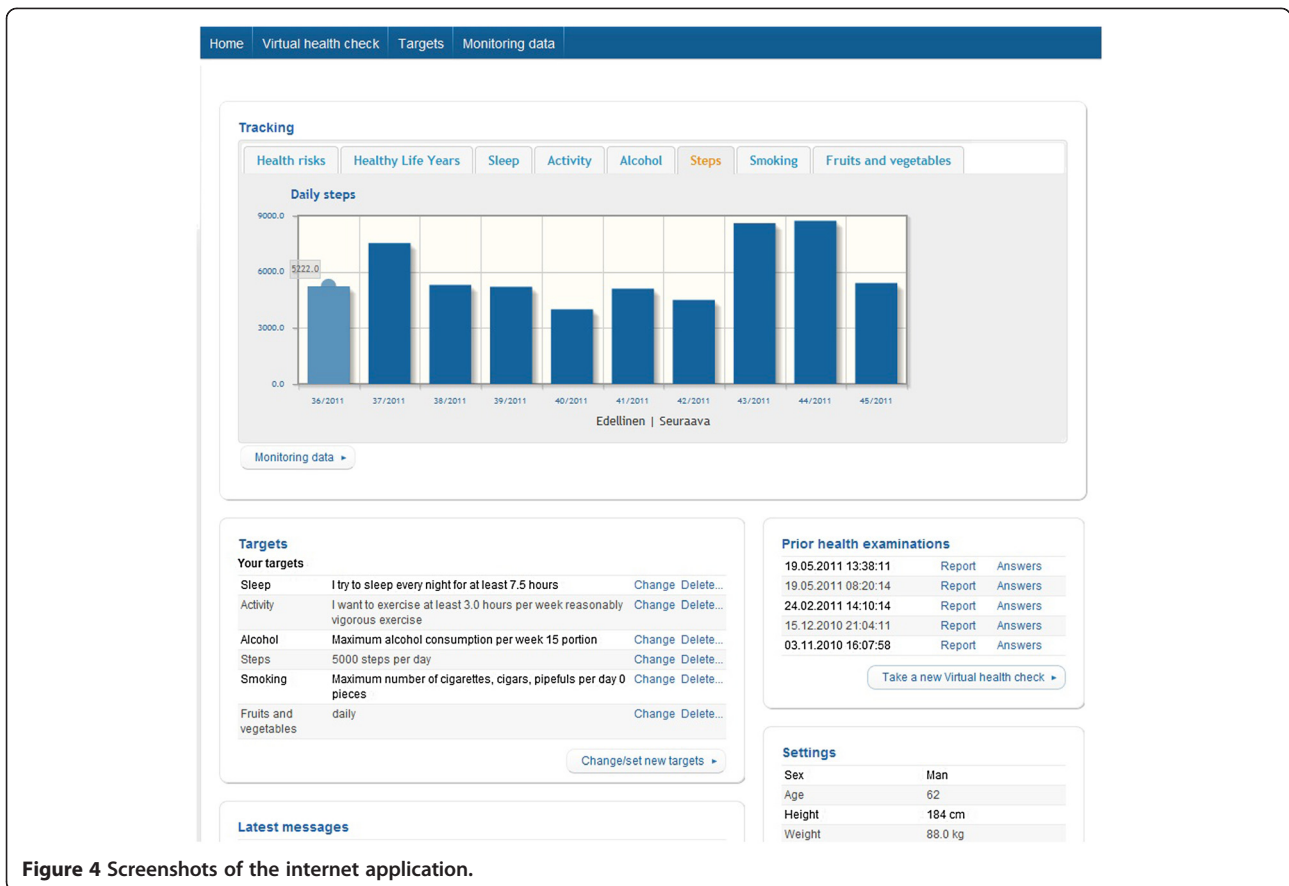 Home Virtual health check Targets Monitoring data
Tracking
Health risks Healthy Life Years Sleep Activity Alcohol Steps Smoking Fruits and vegetables
Daily steps
9000.0
6000.0
5222.0
3000.0
0.0
36/2011 37/2011 38/2011 39/2011 40/2011 41/2011 42/2011 43/2011 44/2011 45/2011
Edellinen | Seuraava
Monitoring data
Targets
Your targets
Sleep I try to sleep every night for at least 7.5 hours Change Delete...
Activity I want to exercise at least 3.0 hours per week reasonably Change Delete...
vigorous exercise
Alcohol Maximum alcohol consumption per week 15 portion Change Delete...
Steps 5000 steps per day Change Delete...
Smoking Maximum number of cigarettes, cigars, pipefuls per day 0 Change Delete...
pieces
Fruits and daily Change Delete...
vegetables
Change/set new targets
Latest messages
Prior health examinations
19.05.2011 13:38:11 Report Answers
19.05.2011 08:20:14 Report Answers
24.02.2011 14:10:14 Report Answers
15.12.2010 21:04:11 Report Answers
03.11.2010 16:07:58 Report Answers
Take a new Virtual health check
Settings
Sex Man
Age 62
Height 184 cm
Weight 88.0 kg
Figure 4 Screenshots of the internet application.